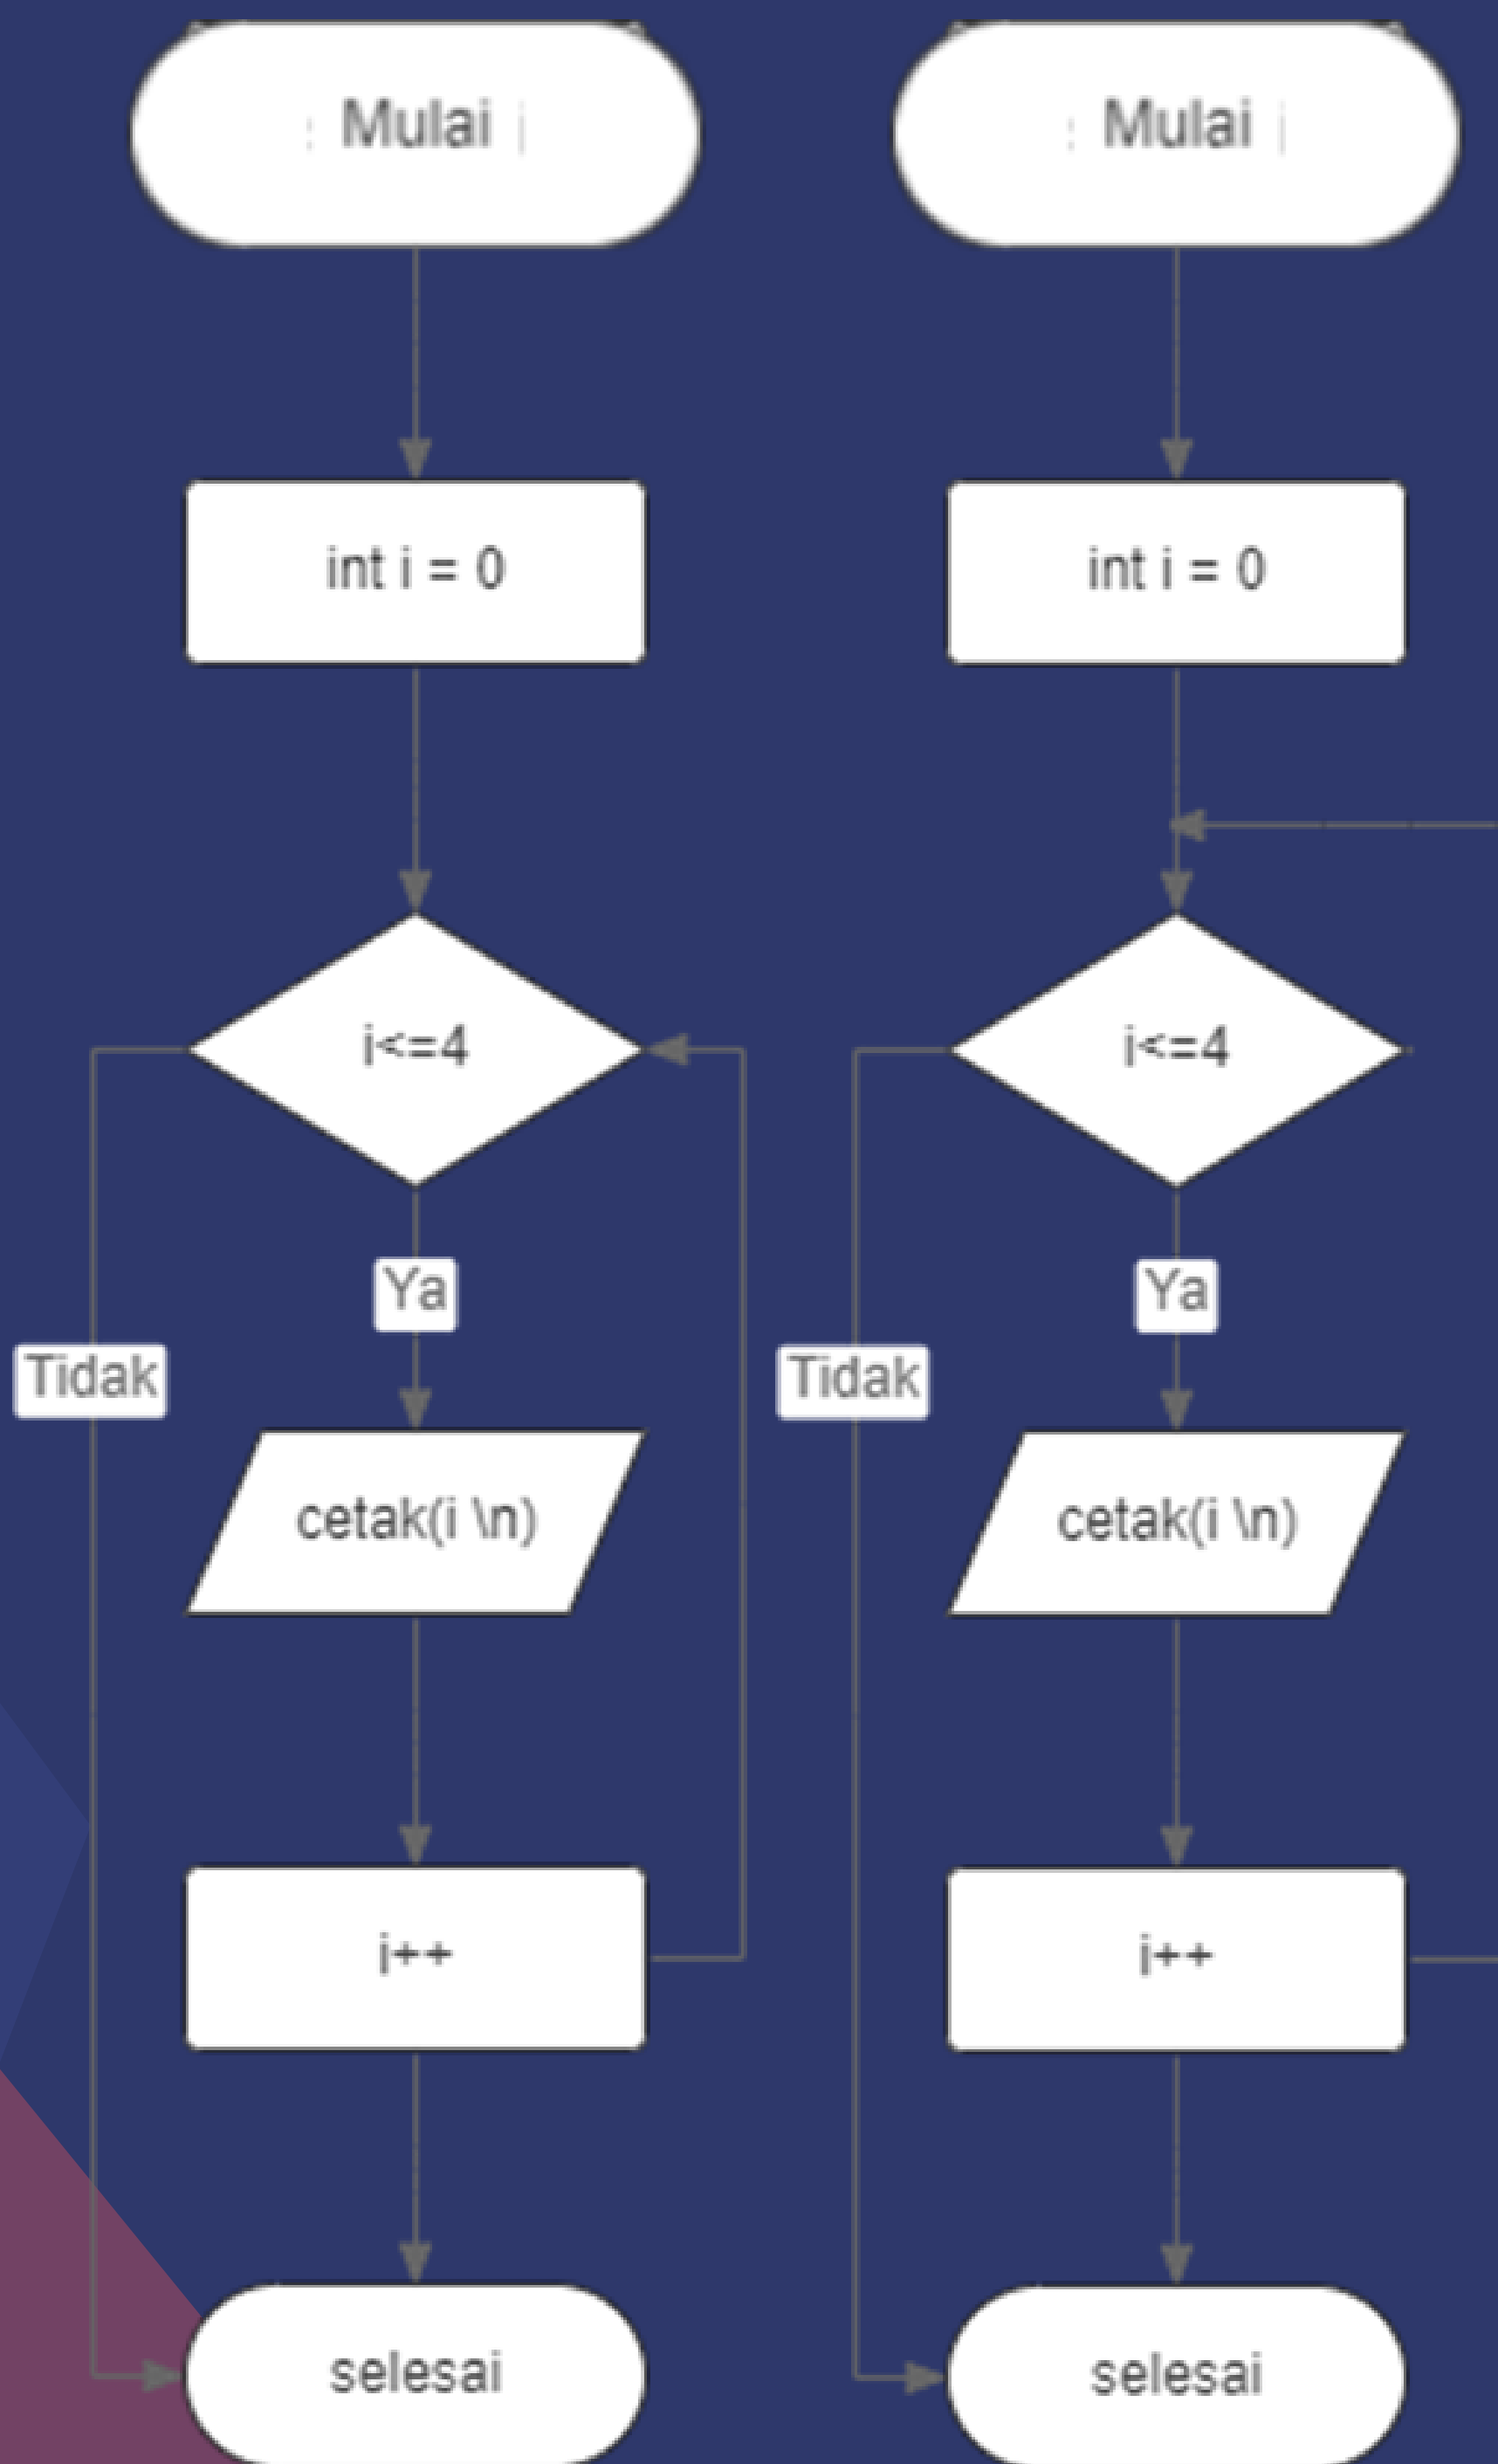 Mulai
int i = 0
i<=4
Ya
Tidak
cetak(i \n)
i++
selesai
Mulai
int i = 0
i<=4
Ya
Tidak
cetak(i \n)
i++
selesai